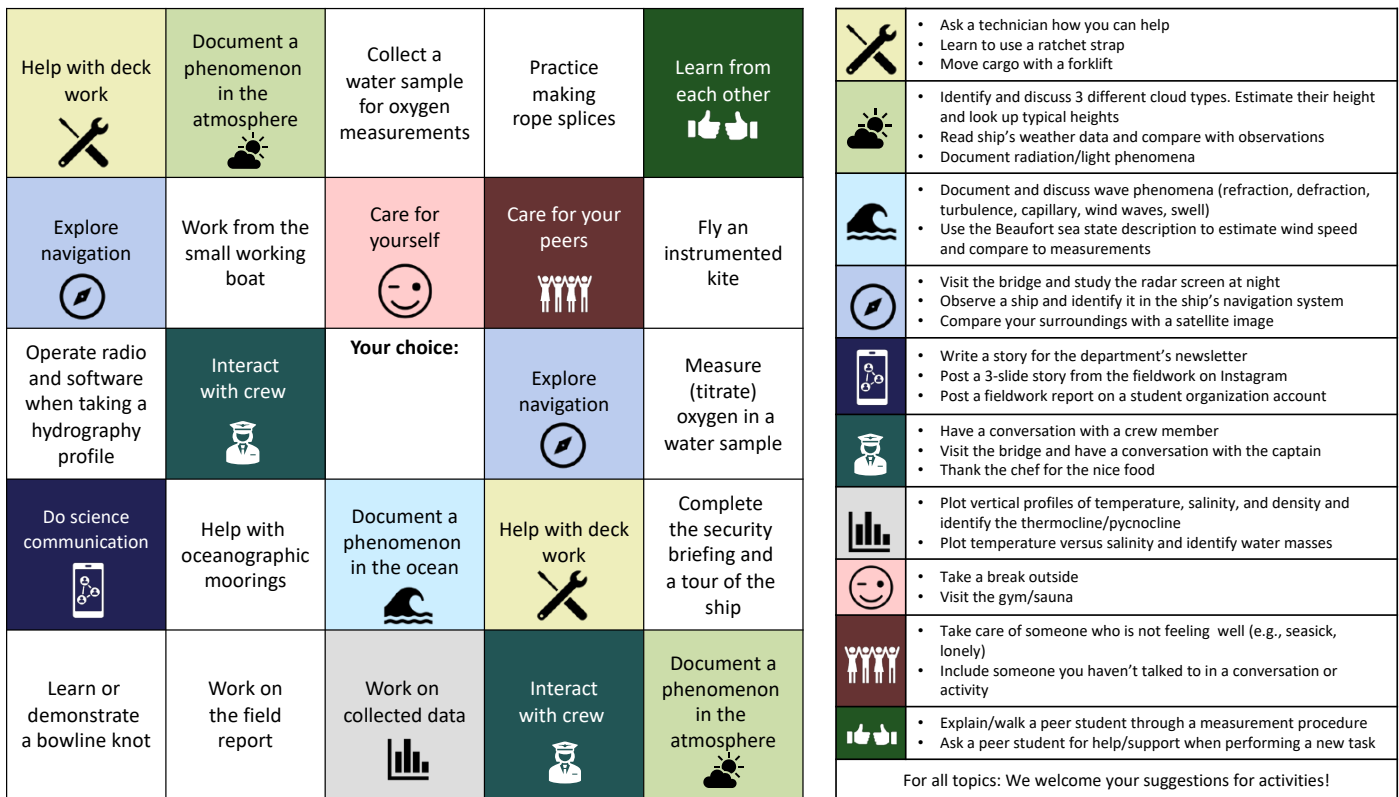 Help with deck
work
Document a
phenomenon
in the
atmosphere
Collect a
water sample
for oxygen
measurements
Practice
making
rope splices
Learn from
each other
Explore
navigation
Work from the
small working
boat
Care for
yourself
Care for your
peers
Fly an
instrumented
kite
Operate radio
and software
when taking a
hydrography
profile
Interact
with crew
Your choice:
Explore
navigation
Measure
(titrate)
oxygen in a
water sample
Do science
communication
Help with
oceanographic
moorings
Document a
phenomenon
in the ocean
Help with deck
work
Complete
the security
briefing and
a tour of the
ship
Learn or
demonstrate
a bowline knot
Work on
the field
report
Work on
collected data
Interact
with crew
Document a
phenomenon
in the
atmosphere
• Ask a technician how you can help
• Learn to use a ratchet strap
• Move cargo with a forklift
• Identify and discuss 3 different cloud types. Estimate their height
and look up typical heights
• Read ship's weather data and compare with observations
• Document radiation/light phenomena
• Document and discuss wave phenomena (refraction, defraction,
turbulence, capillary, wind waves, swell)
• Use the Beaufort sea state description to estimate wind speed
and compare to measurements
• Visit the bridge and study the radar screen at night
• Observe a ship and identify it in the ship's navigation system
• Compare your surroundings with a satellite image
• Write a story for the department's newsletter
• Post a 3-slide story from the fieldwork on Instagram
• Post a fieldwork report on a student organization account
• Have a conversation with a crew member
• Visit the bridge and have a conversation with the captain
• Thank the chef for the nice food
• Plot vertical profiles of temperature, salinity, and density and
identify the thermocline/pycnocline
• Plot temperature versus salinity and identify water masses
• Take a break outside
• Visit the gym/sauna
• Take care of someone who is not feeling well (e.g., seasick,
lonely)
• Include someone you haven't talked to in a conversation or
activity
• Explain/walk a peer student through a measurement procedure
• Ask a peer student for help/support when performing a new task
For all topics: We welcome your suggestions for activities!